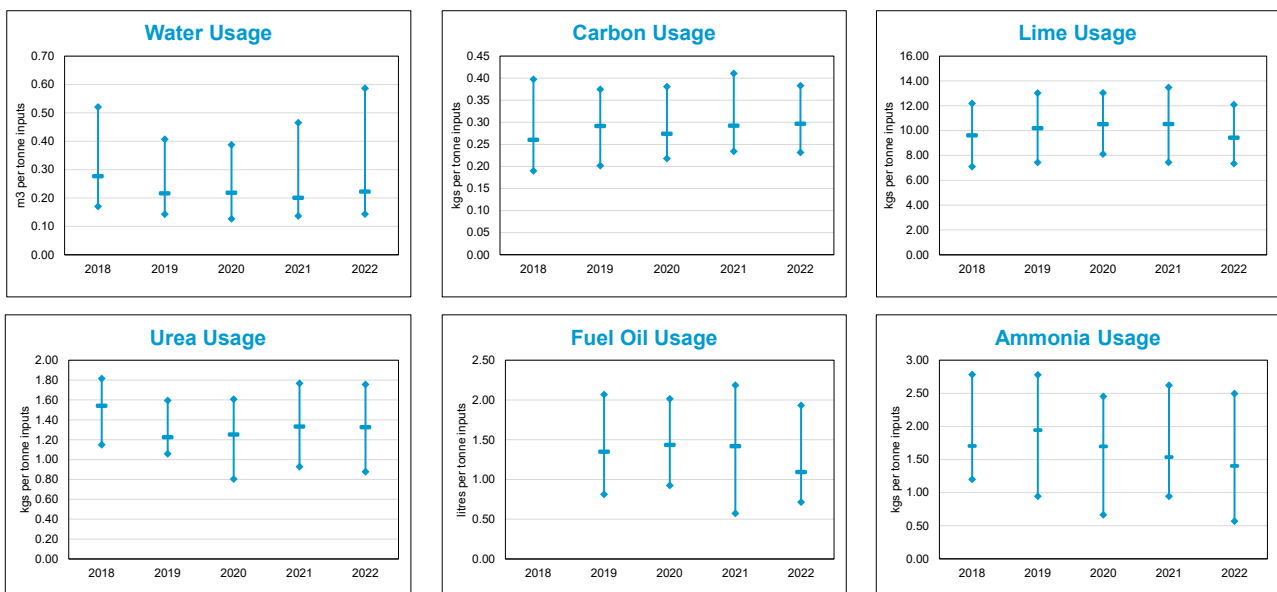 Water Usage
m3 per tonne inputs
0.70
0.60
0.50
0.40
0.30
0.20
0.10
0.00
2018 2019 2020 2021 2022
Carbon Usage
kgs per tonne inputs
0.45
0.40
0.35
0.30
0.25
0.20
0.15
0.10
0.05
0.00
2018 2019 2020 2021 2022
Lime Usage
kgs per tonne inputs
16.00
14.00
12.00
10.00
8.00
6.00
4.00
2.00
0.00
2018 2019 2020 2021 2022
Urea Usage
kgs per tonne inputs
2.00
1.80
1.60
1.40
1.20
1.00
0.80
0.60
0.40
0.20
0.00
2018 2019 2020 2021 2022
Fuel Oil Usage
litres per tonne inputs
2.50
2.00
1.50
1.00
0.50
0.00
2018 2019 2020 2021 2022
Ammonia Usage
kgs per tonne inputs
3.00
2.50
2.00
1.50
1.00
0.50
0.00
2018 2019 2020 2021 2022